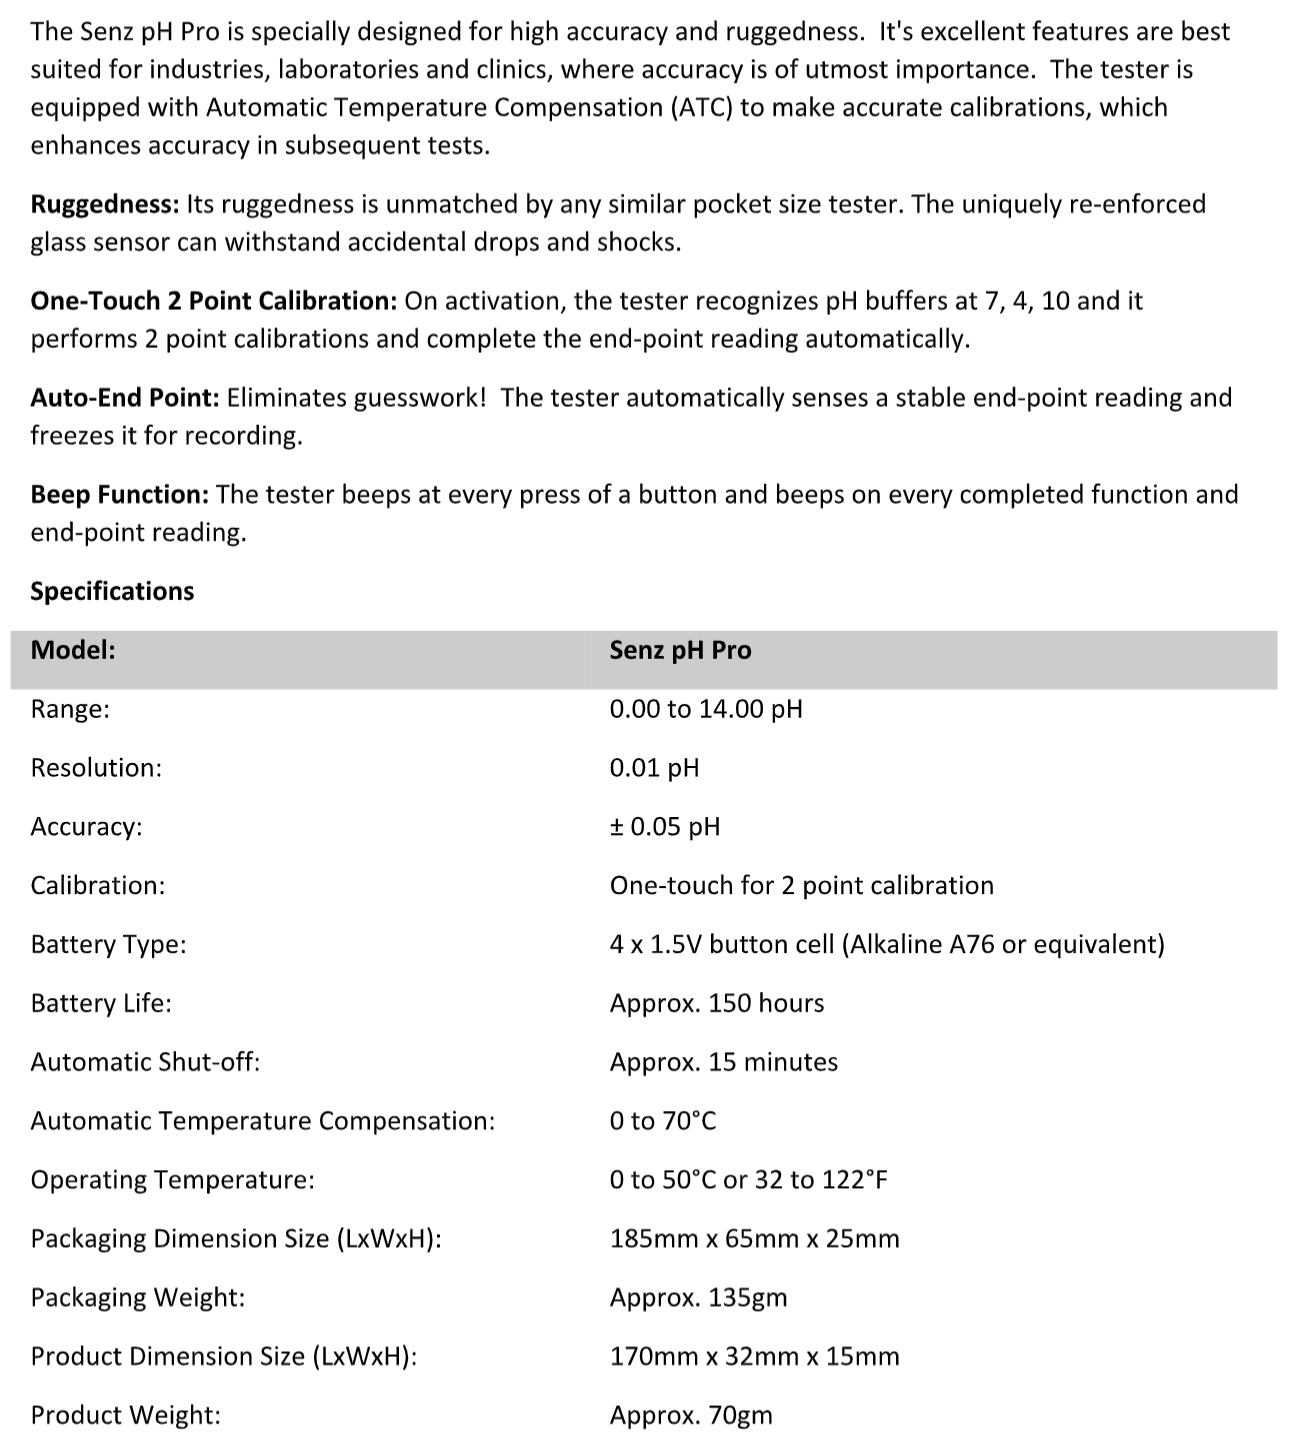 The Senz pH Pro is specially designed for high accuracy and ruggedness.  It's excellent features are best
suited for industries, laboratories and clinics, where accuracy is of utmost importance.  The tester is
equipped with Automatic Temperature Compensation (ATC) to make accurate calibrations, which
enhances accuracy in subsequent tests.
Ruggedness: Its ruggedness is unmatched by any similar pocket size tester. The uniquely re-enforced
glass sensor can withstand accidental drops and shocks.
One-Touch 2 Point Calibration: On activation, the tester recognizes pH buffers at 7, 4, 10 and it
performs 2 point calibrations and complete the end-point reading automatically.
Auto-End Point: Eliminates guesswork!  The tester automatically senses a stable end-point reading and
freezes it for recording.
Beep Function: The tester beeps at every press of a button and beeps on every completed function and
end-point reading.
Specifications
Model: Senz pH Pro
Range: 0.00 to 14.00 pH
Resolution: 0.01 pH
Accuracy: ± 0.05 pH
Calibration: One-touch for 2 point calibration
Battery Type: 4 x 1.5V button cell (Alkaline A76 or equivalent)
Battery Life: Approx. 150 hours
Automatic Shut-off: Approx. 15 minutes
Automatic Temperature Compensation: 0 to 70°C
Operating Temperature: 0 to 50°C or 32 to 122°F
Packaging Dimension Size (LxWxH): 185mm x 65mm x 25mm
Packaging Weight: Approx. 135gm
Product Dimension Size (LxWxH): 170mm x 32mm x 15mm
Product Weight: Approx. 70gm